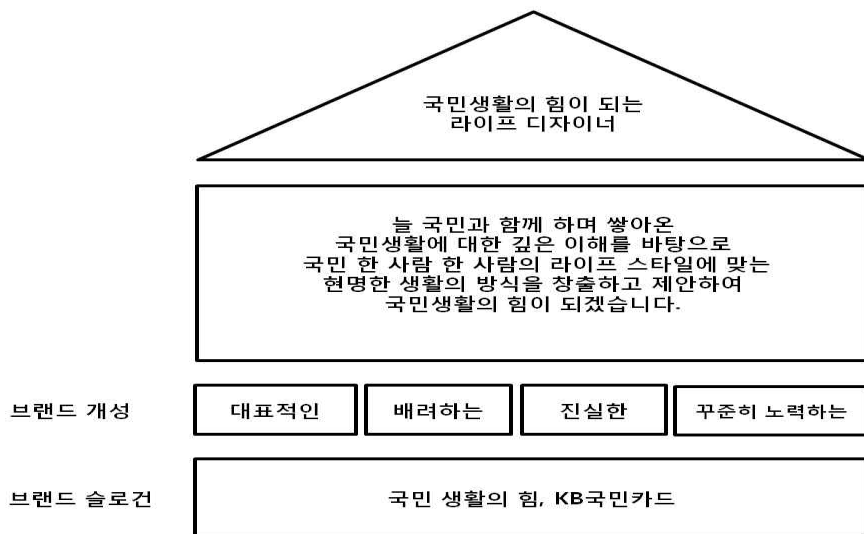 국민생활의 힘이 되는
라이프 디자이너
늘 국민과 함께 하며 쌓아온
국민생활에 대한 깊은 이해를 바탕으로
국민 한 사람 한 사람의 라이프 스타일에 맞는
현명한 생활의 방식을 창출하고 제안하여
국민생활의 힘이 되겠습니다.
브랜드 개성 대표적인 배려하는 진실한 꾸준히 노력하는
브랜드 슬로건 국민 생활의 힘, KB국민카드